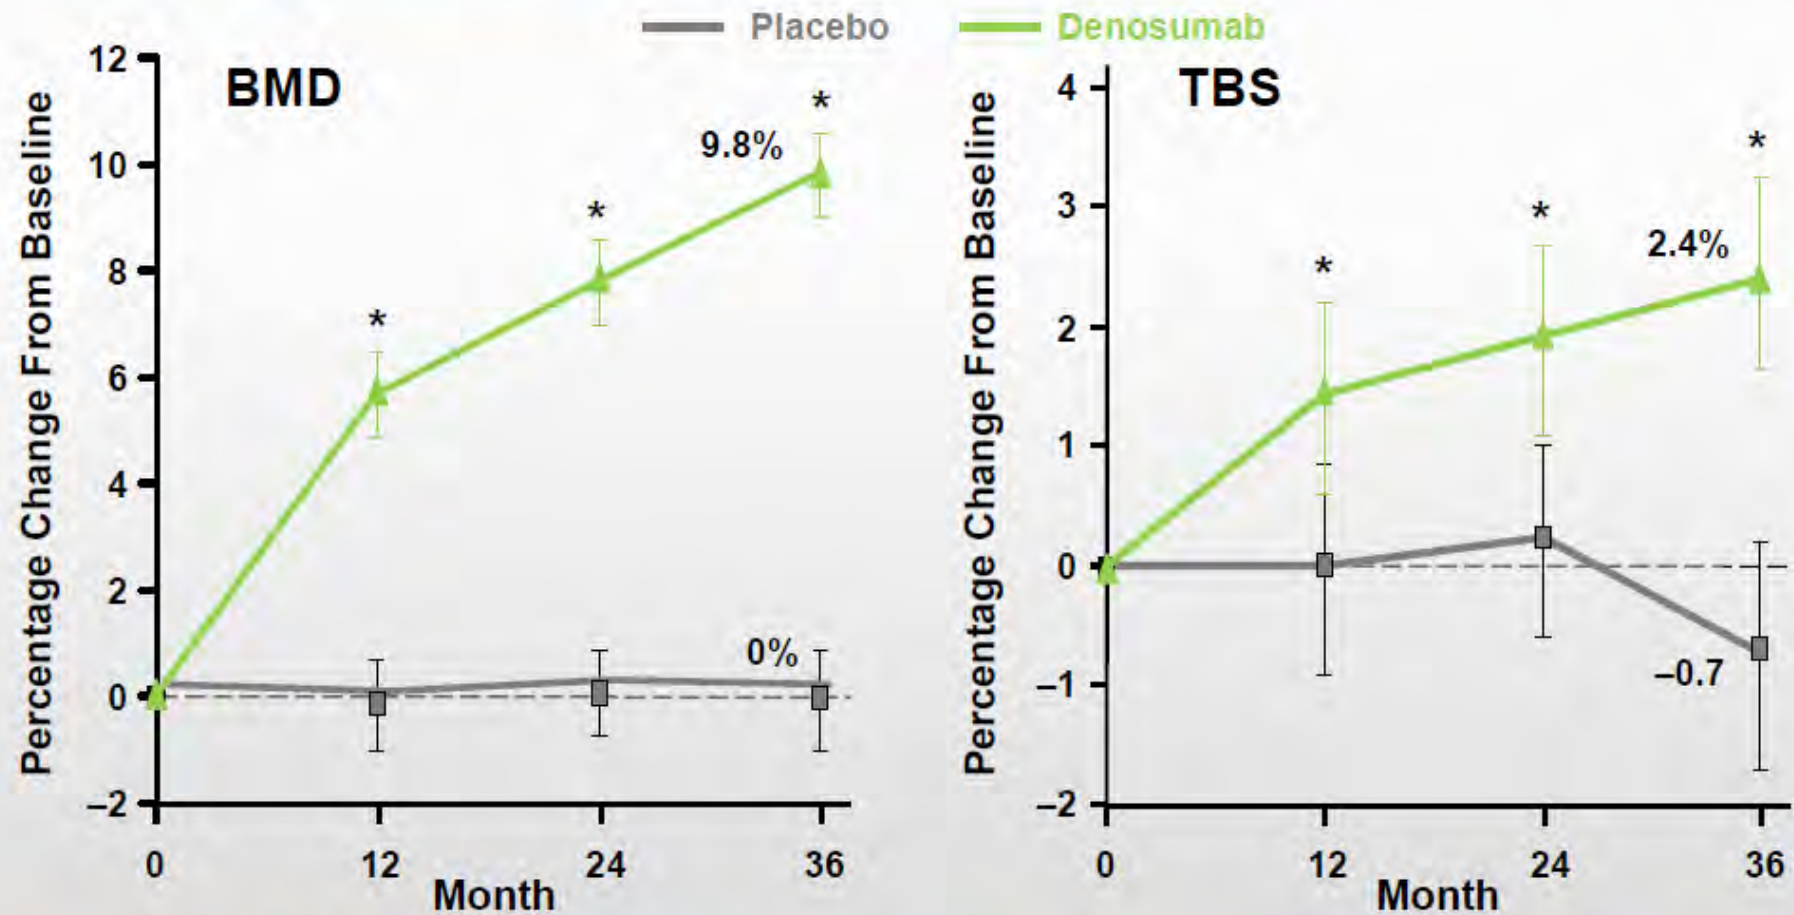 Placebo Denosumab
BMD
Percentage Change From Baseline
12
10
8
6
4
2
0
–2
*
*
*
9.8%
0%
0 12 24 36
Month
TBS
Percentage Change From Baseline
4
3
2
1
0
–1
–2
*
*
*
2.4%
–0.7
0 12 24 36
Month